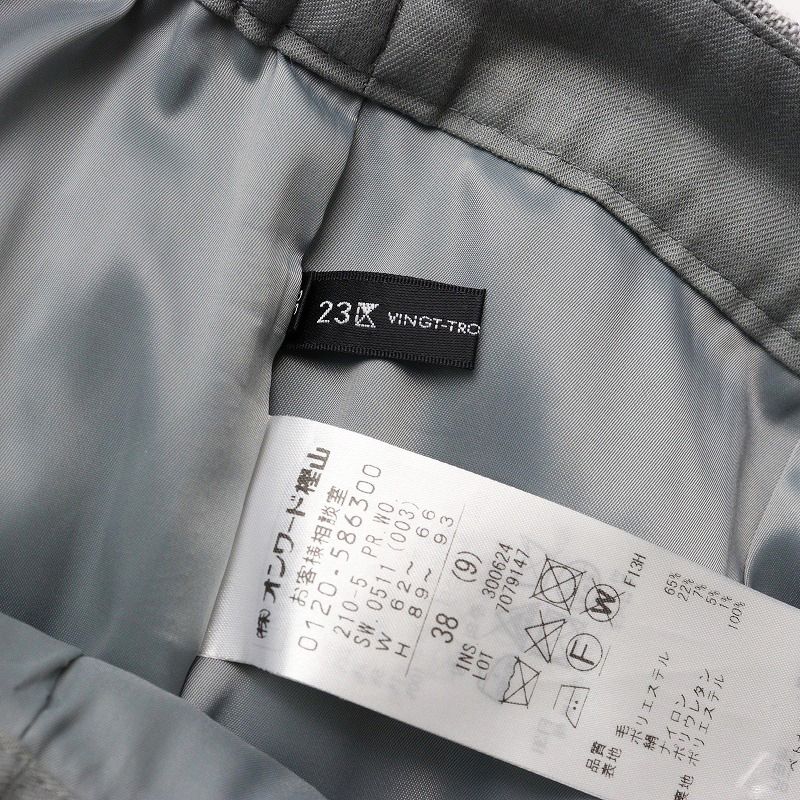 23区 VINGT-TRO
(株) オンワード樫山
お客様相談室
0120-586300
210-5 PR.WO.
SW 0511 (003)
W 62〜 66
H 89〜 93
38 (9)
INS 300624
LOT 7079147
W
F
F13H
品質
表地 毛 65%
ポリエステル 22%
絹 7%
ナイロン 5%
ポリウレタン 1%
裏地 ポリエステル 100%